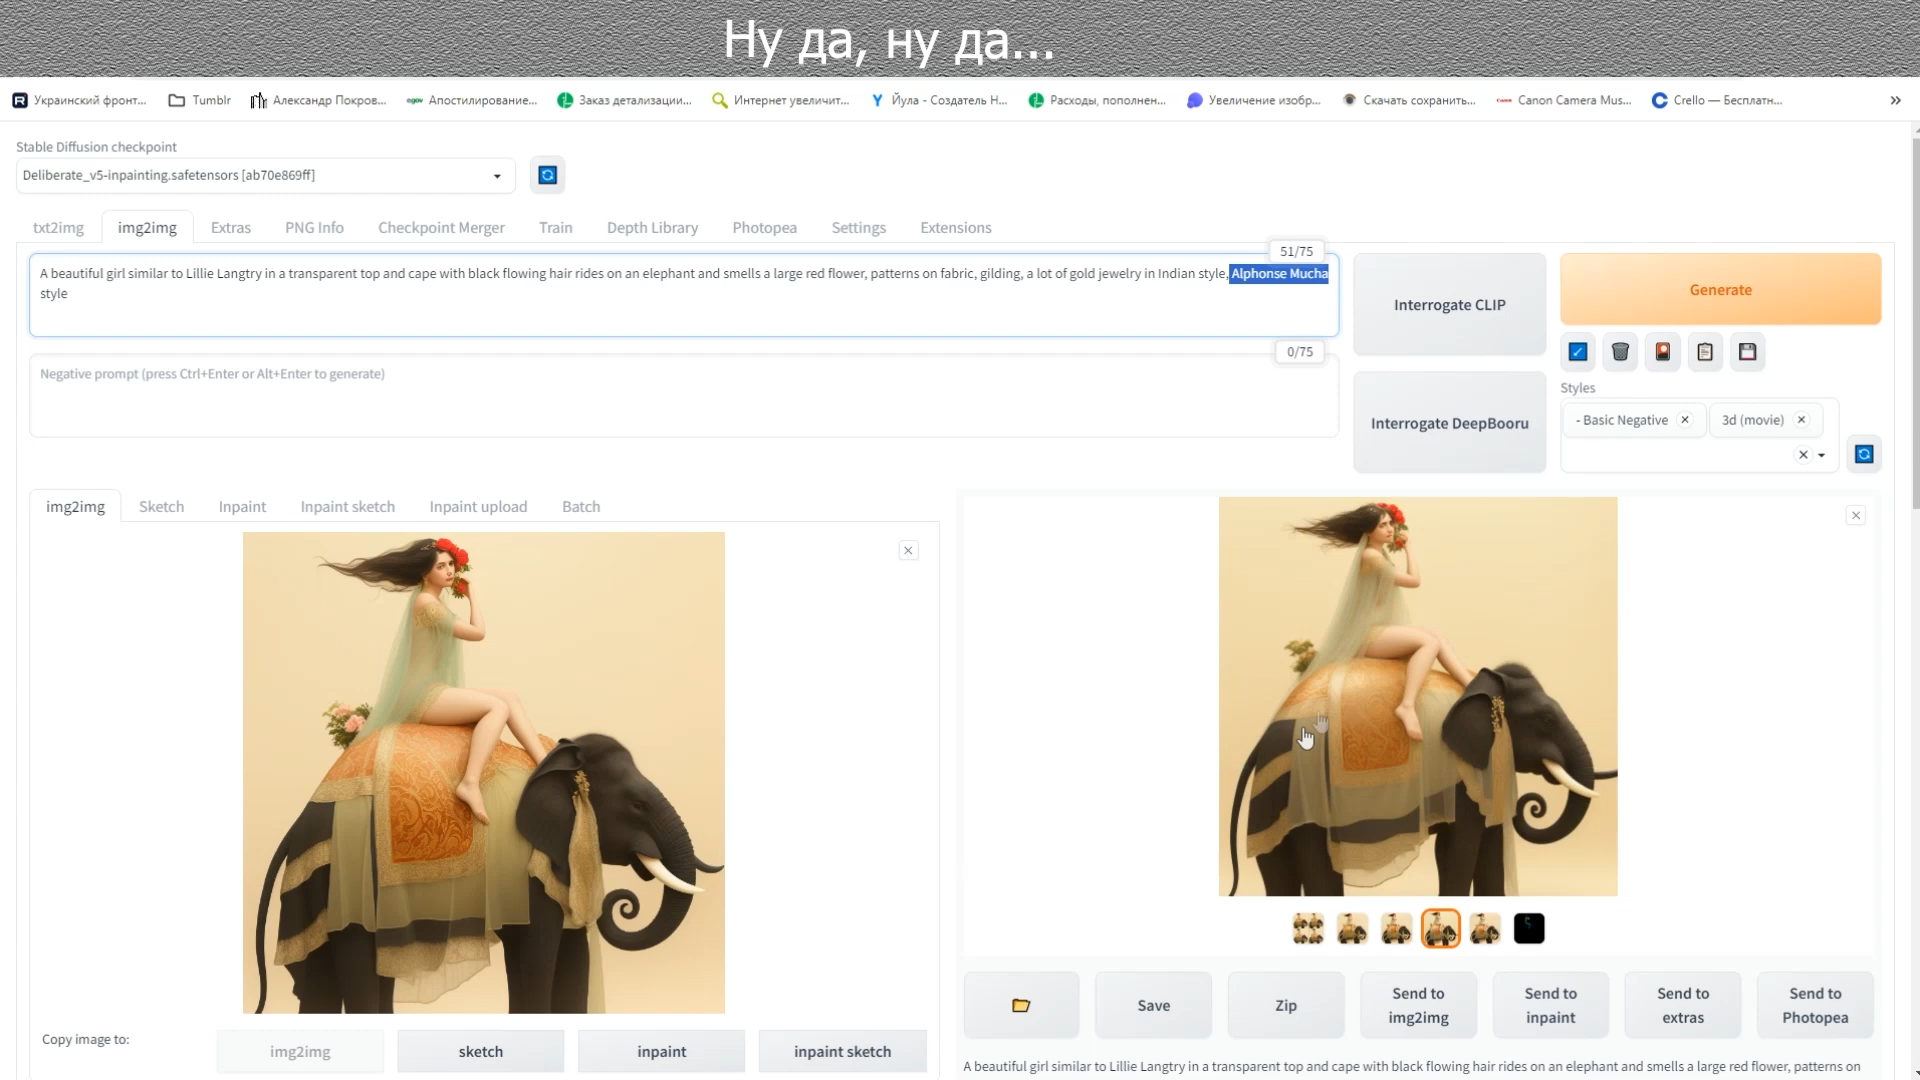 Ну да, ну да...
Украинский фронт...
Tumblr
Александр Покров...
Апостилирование...
Заказ детализации...
Интернет увеличит...
Йула - Создатель Н...
Расходы, пополнен...
Увеличение изобр...
Скачать сохранить...
Canon Camera Mus...
Crello — Бесплатн...
Stable Diffusion checkpoint
Deliberate_v5-inpainting.safetensors [ab70e869ff]
txt2img
img2img
Extras
PNG Info
Checkpoint Merger
Train
Depth Library
Photopea
Settings
Extensions
51/75
A beautiful girl similar to Lillie Langtry in a transparent top and cape with black flowing hair rides on an elephant and smells a large red flower, patterns on fabric, gilding, a lot of gold jewelry in Indian style, Alphonse Mucha
style
0/75
Negative prompt (press Ctrl+Enter or Alt+Enter to generate)
Interrogate CLIP
Interrogate DeepBooru
Generate
Styles
- Basic Negative
3d (movie)
img2img
Sketch
Inpaint
Inpaint sketch
Inpaint upload
Batch
Copy image to:
img2img
sketch
inpaint
inpaint sketch
Save
Zip
Send to
img2img
Send to
inpaint
Send to
extras
Send to
Photopea
A beautiful girl similar to Lillie Langtry in a transparent top and cape with black flowing hair rides on an elephant and smells a large red flower, patterns on